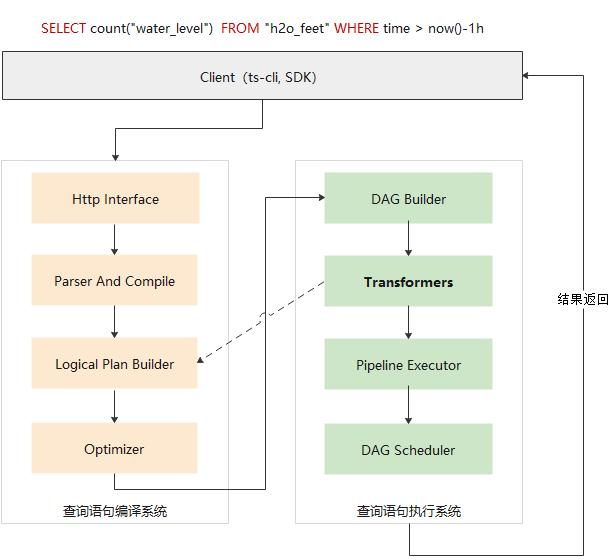 SELECT count("water_level") FROM "h2o_feet" WHERE time > now()-1h
Client（ts-cli, SDK）
Http Interface
Parser And Compile
Logical Plan Builder
Optimizer
查询语句编译系统
DAG Builder
Transformers
Pipeline Executor
DAG Scheduler
查询语句执行系统
结果返回